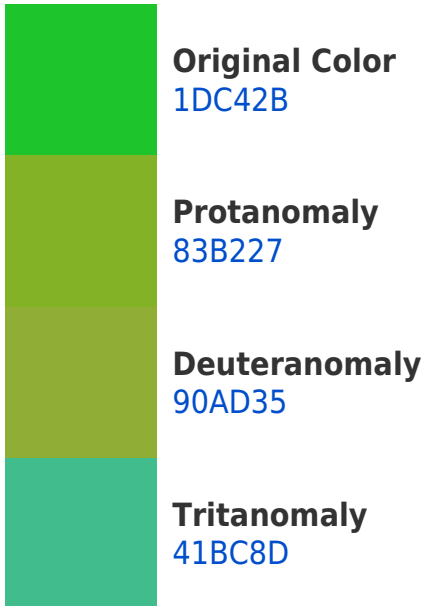 Original Color
1DC42B
Protanomaly
83B227
Deuteranomaly
90AD35
Tritanomaly
41BC8D